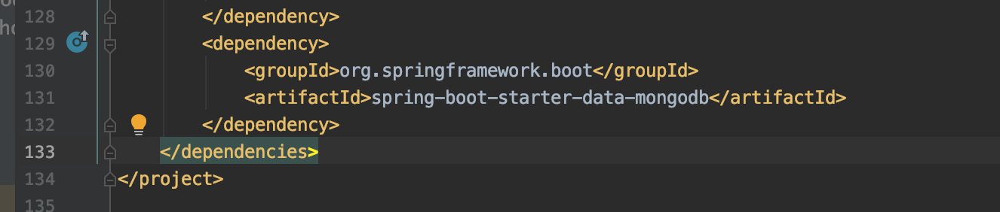 128 </dependency>
129 <dependency>
130 <groupId>org.springframework.boot</groupId>
131 <artifactId>spring-boot-starter-data-mongodb</artifactId>
132 </dependency>
133 </dependencies>
134 </project>
135